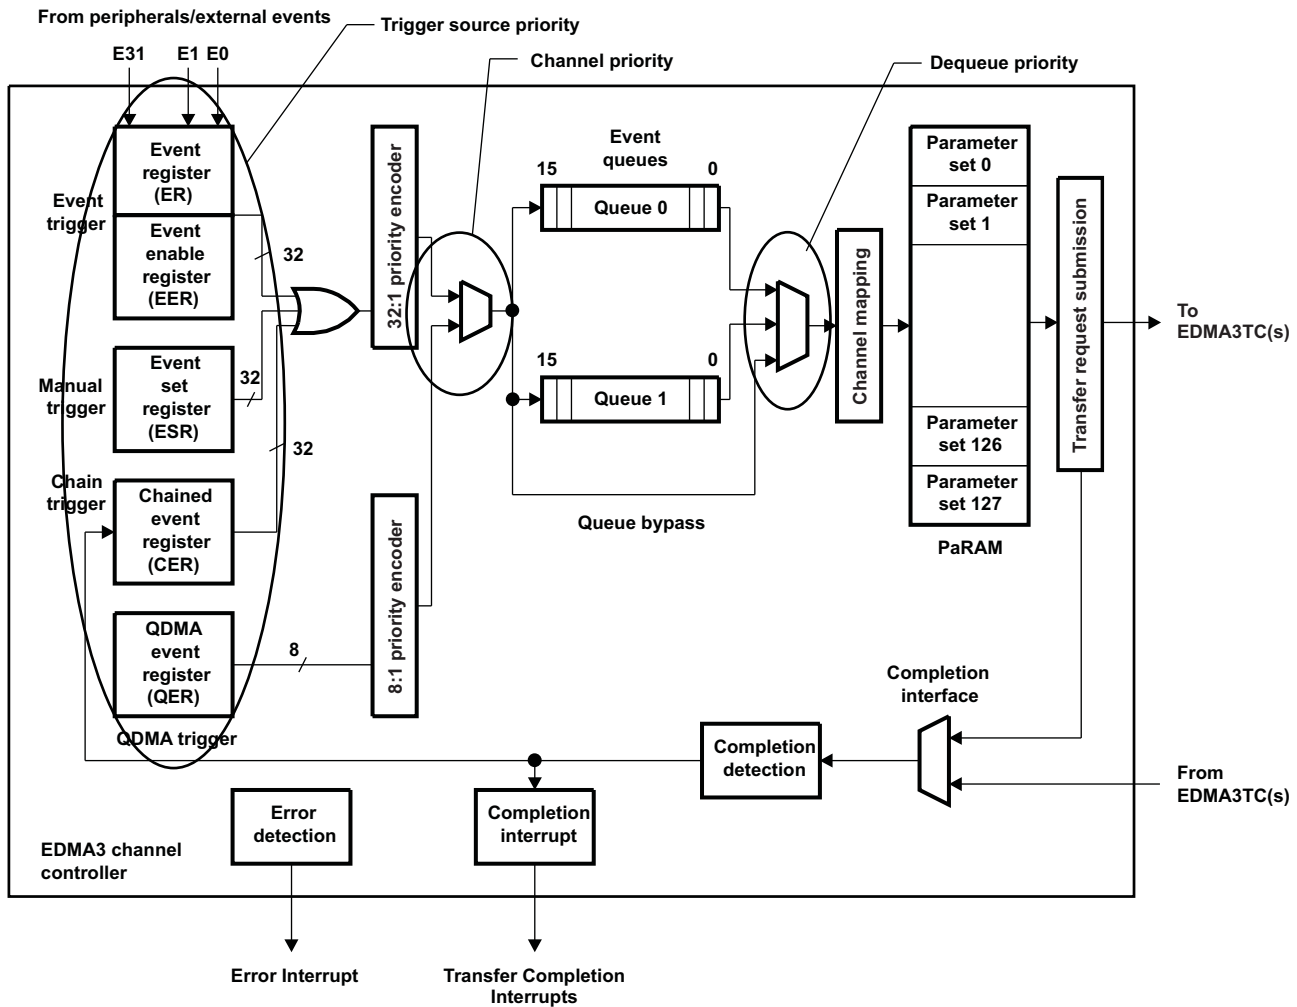 From peripherals/external events
Trigger source priority
Channel priority
Dequeue priority
E31
E1
E0
Event
register
(ER)
Event
trigger
Event
enable
register
(EER)
32
32:1 priority encoder
Event
queues
15
0
Queue 0
Parameter
set 0
Parameter
set 1
Channel mapping
Transfer request submission
To
EDMA3TC(s)
Manual
trigger
Event
set
register
(ESR)
32
15
0
Queue 1
32
Parameter
set 126
Parameter
set 127
PaRAM
Queue bypass
Chain
trigger
Chained
event
register
(CER)
QDMA
event
register
(QER)
8
8:1 priority encoder
QDMA trigger
Completion
interface
Completion
detection
From
EDMA3TC(s)
Error
detection
Completion
interrupt
EDMA3 channel
controller
Error Interrupt
Transfer Completion
Interrupts